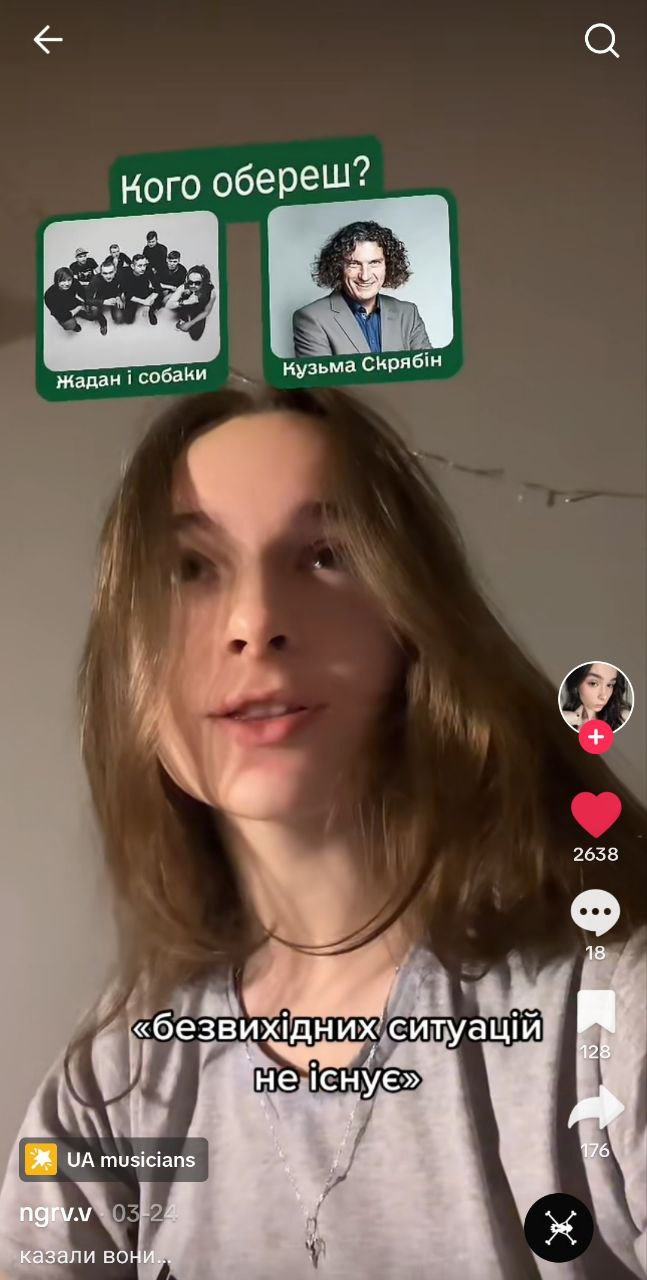 Кого обереш?
Жадан і собаки
Кузьма Скрябін
2638
18
«безвихідних ситуацій
не існує»
128
176
UA musicians
ngrv.v · 03-24
казали вони...